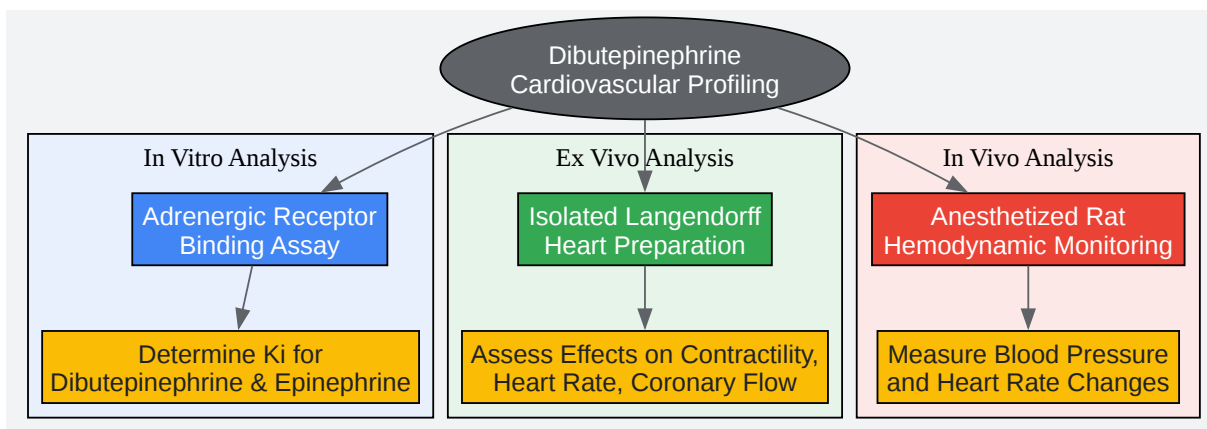 Dibutepinephrine
Cardiovascular Profiling
In Vitro Analysis
Adrenergic Receptor
Binding Assay
Determine Ki for
Dibutepinephrine & Epinephrine
Ex Vivo Analysis
Isolated Langendorff
Heart Preparation
Assess Effects on Contractility,
Heart Rate, Coronary Flow
In Vivo Analysis
Anesthetized Rat
Hemodynamic Monitoring
Measure Blood Pressure
and Heart Rate Changes